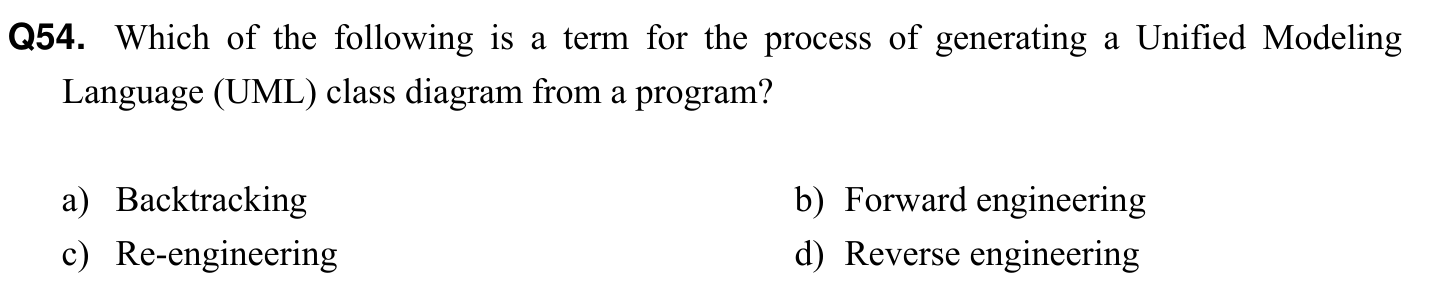 Q54. Which of the following is a term for the process of generating a Unified Modeling
Language (UML) class diagram from a program?
a) Backtracking b) Forward engineering
c) Re-engineering d) Reverse engineering